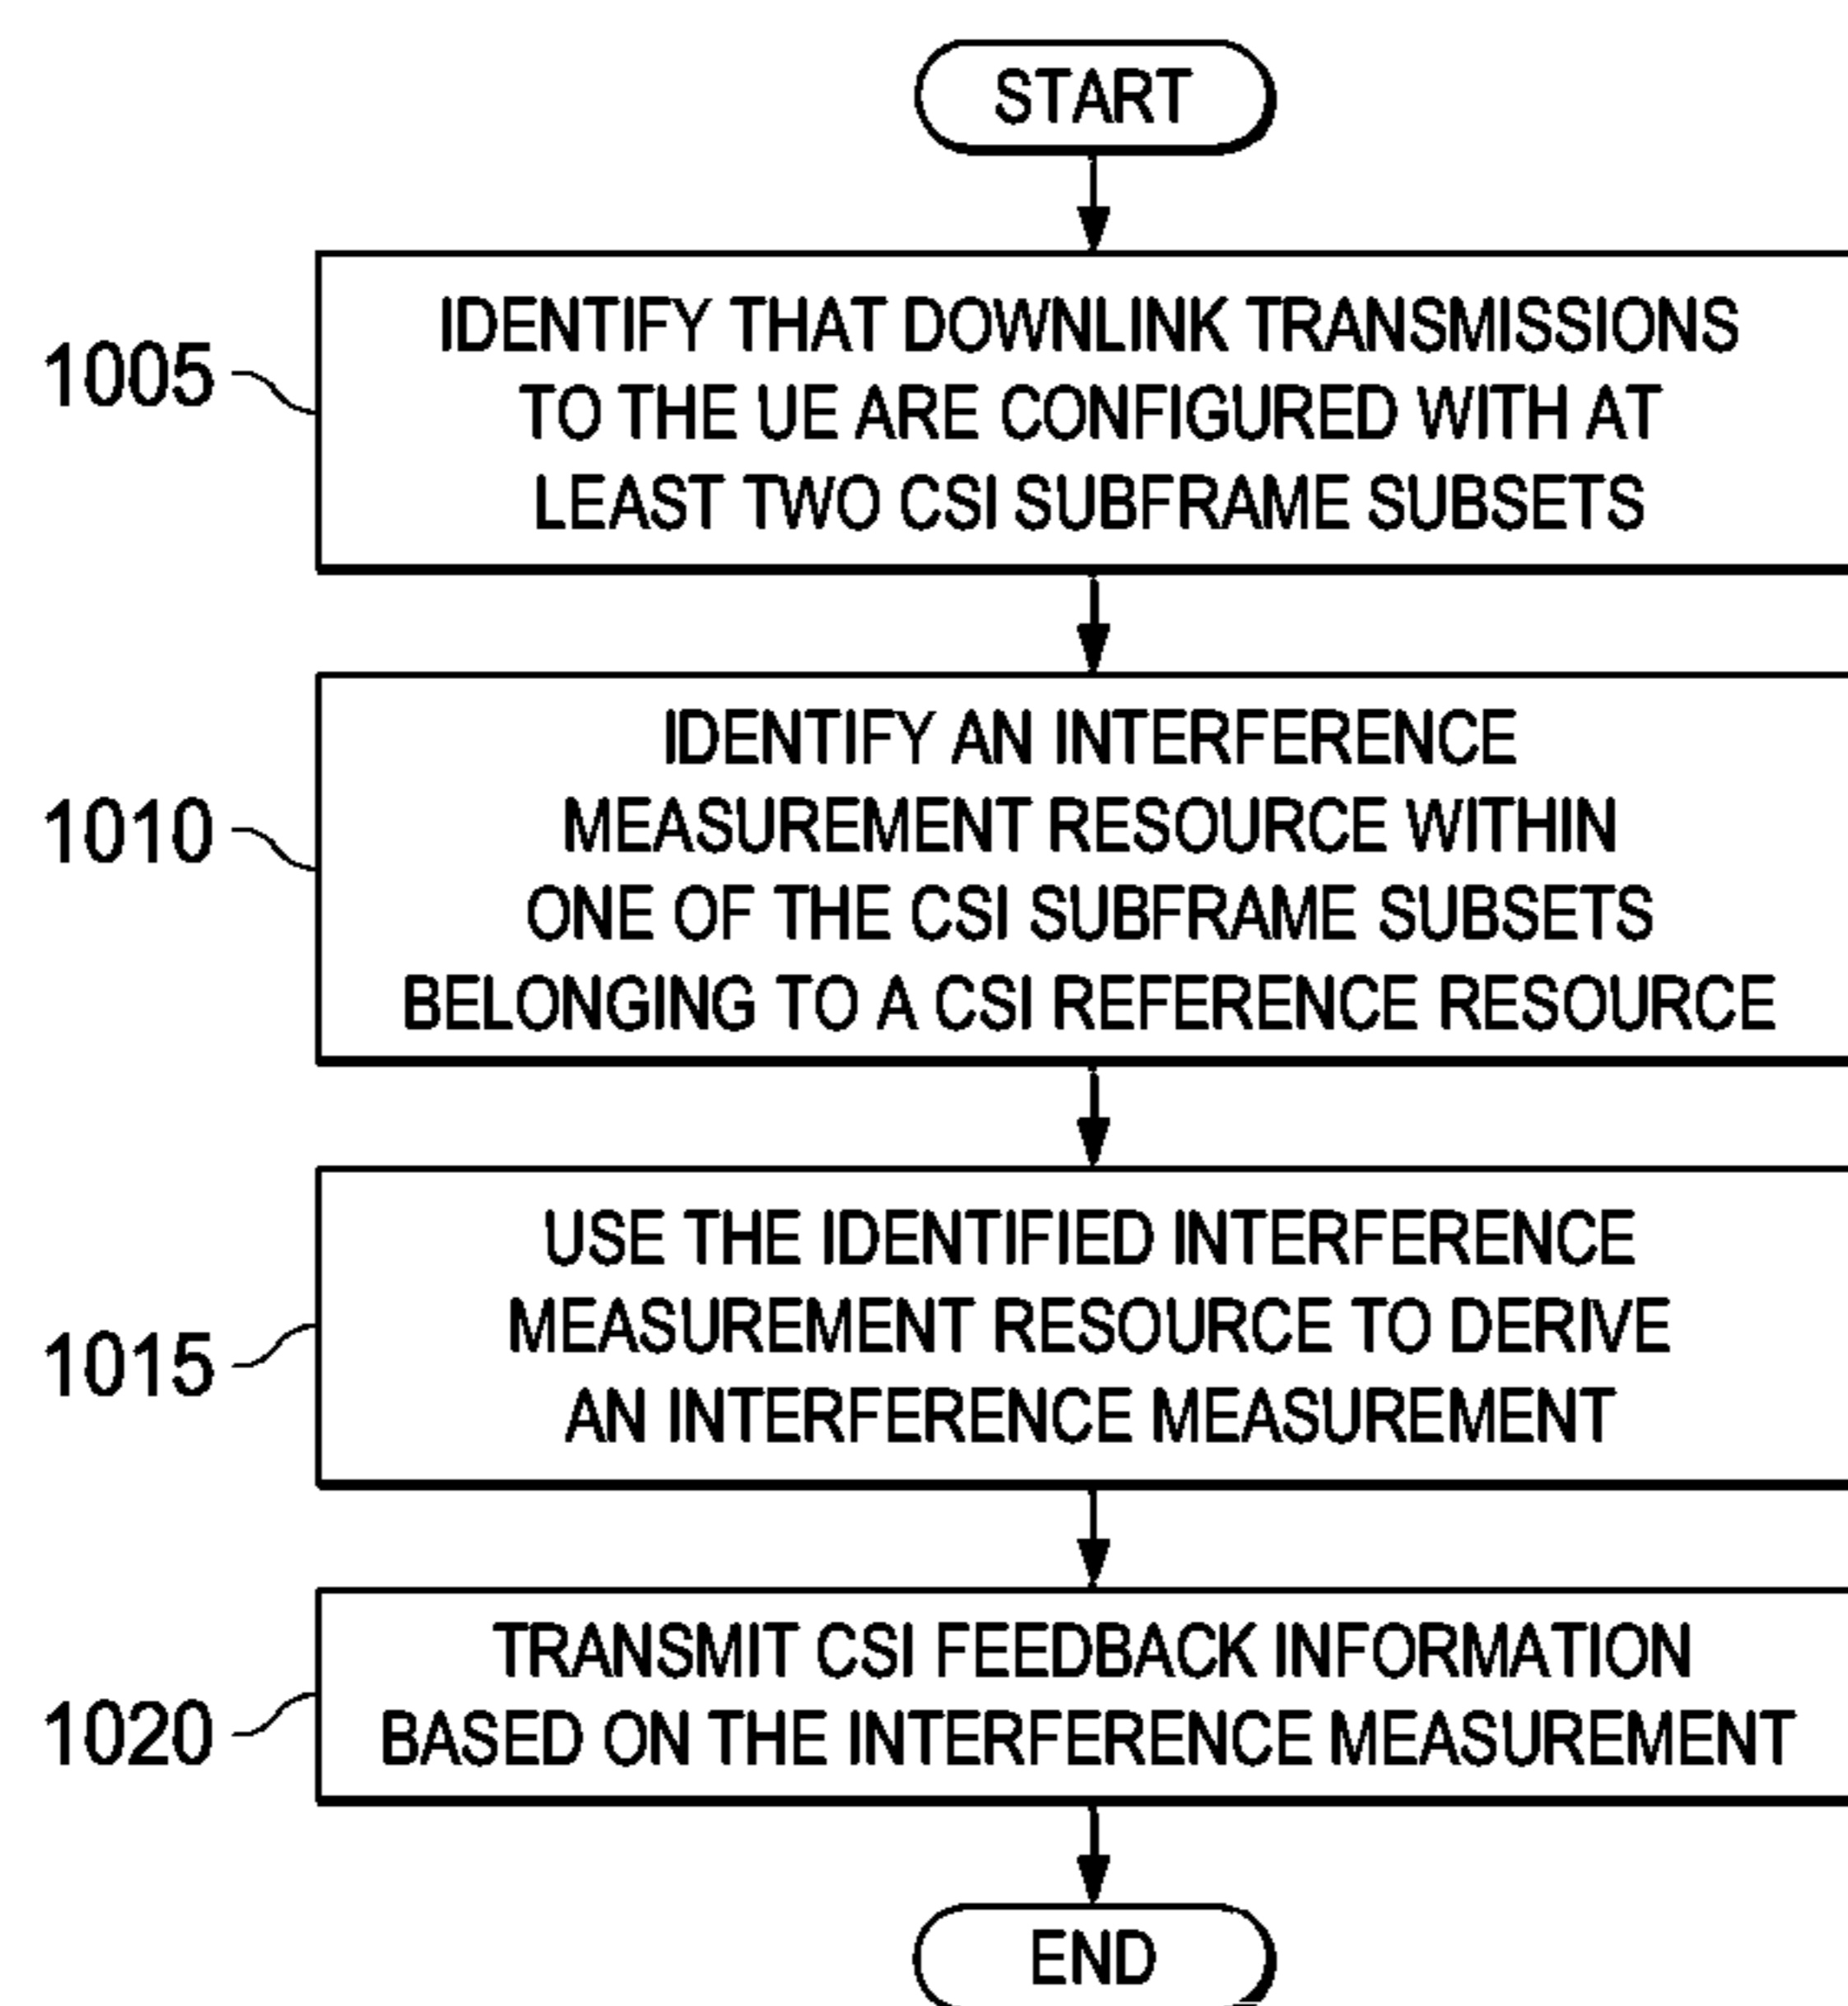 START
1005
IDENTIFY THAT DOWNLINK TRANSMISSIONS
TO THE UE ARE CONFIGURED WITH AT
LEAST TWO CSI SUBFRAME SUBSETS
1010
IDENTIFY AN INTERFERENCE
MEASUREMENT RESOURCE WITHIN
ONE OF THE CSI SUBFRAME SUBSETS
BELONGING TO A CSI REFERENCE RESOURCE
1015
USE THE IDENTIFIED INTERFERENCE
MEASUREMENT RESOURCE TO DERIVE
AN INTERFERENCE MEASUREMENT
1020
TRANSMIT CSI FEEDBACK INFORMATION
BASED ON THE INTERFERENCE MEASUREMENT
END